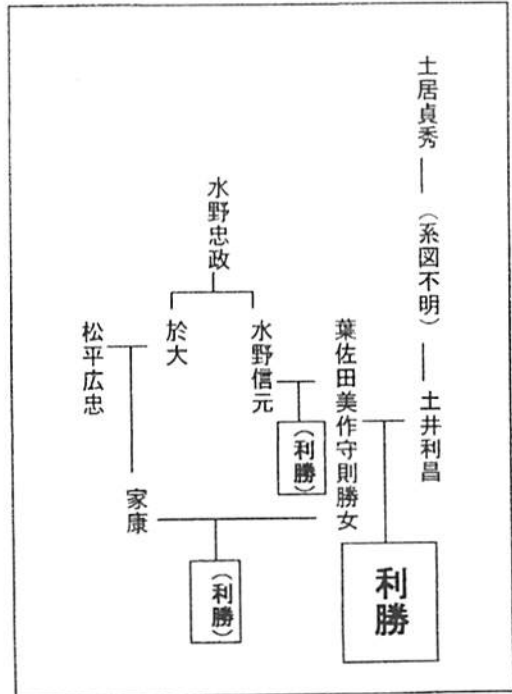 土居貞秀
（系図不明）
土井利昌
葉佐田美作守則勝女
利勝
水野忠政
水野信元
（利勝）
於大
松平広忠
家康
（利勝）